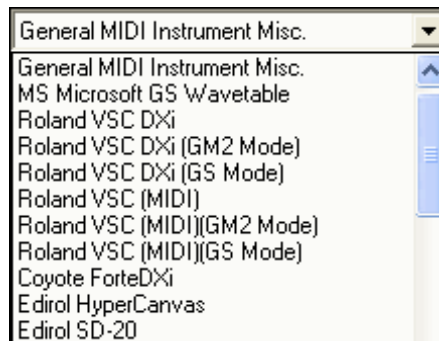 General MIDI Instrument Misc.
General MIDI Instrument Misc.
MS Microsoft GS Wavetable
Roland VSC DXi
Roland VSC DXi (GM2 Mode)
Roland VSC DXi (GS Mode)
Roland VSC (MIDI)
Roland VSC (MIDI)(GM2 Mode)
Roland VSC (MIDI)(GS Mode)
Coyote ForteDXi
Edirol HyperCanvas
Edirol SD-20